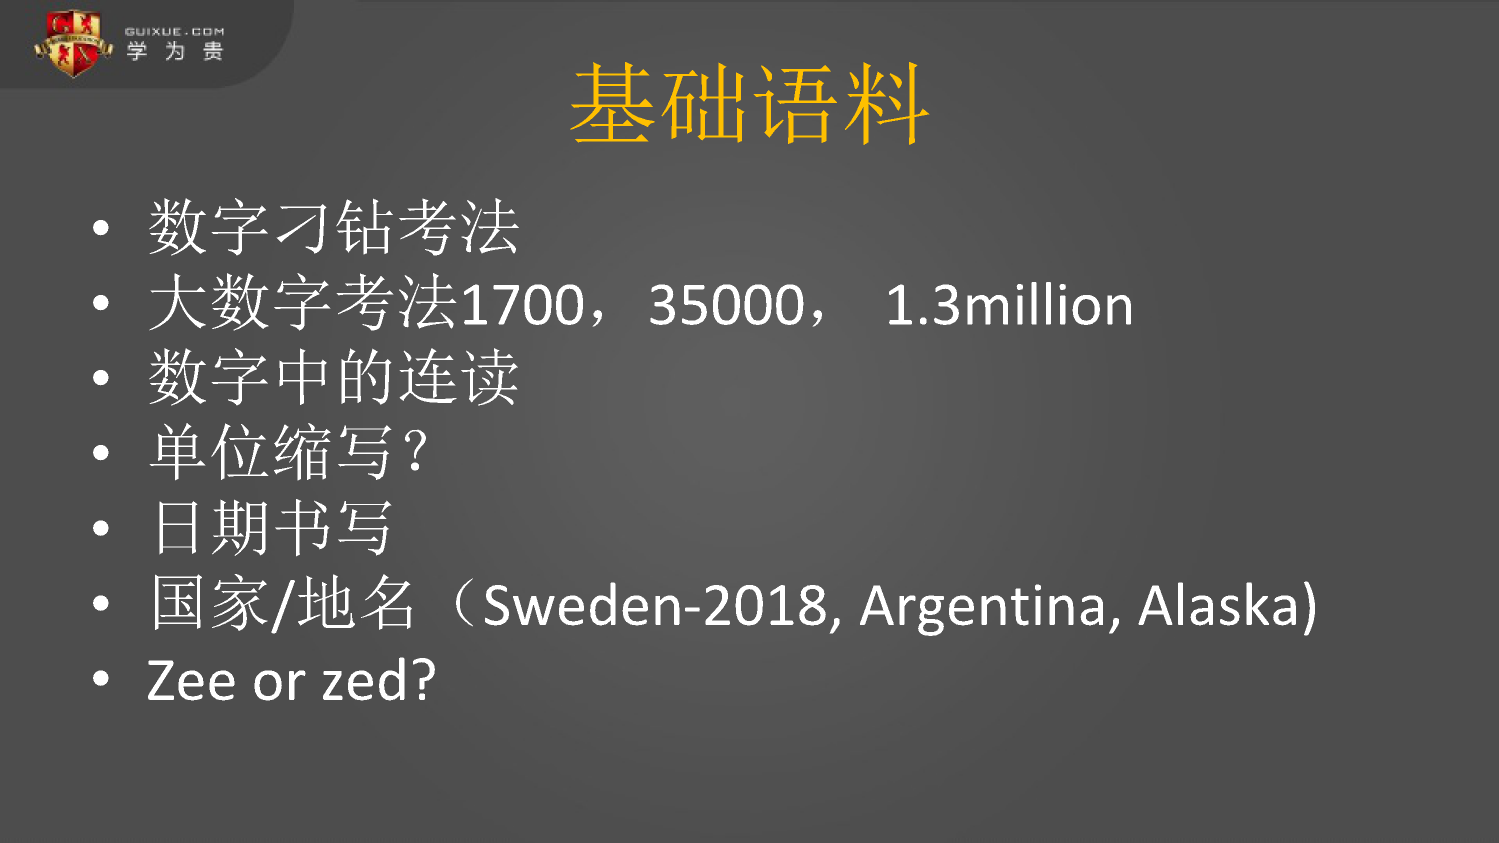 GUIXUE.COM
学为贵
基础语料
• 数字刁钻考法
• 大数字考法1700，35000， 1.3million
• 数字中的连读
• 单位缩写？
• 日期书写
• 国家/地名（Sweden-2018, Argentina, Alaska)
• Zee or zed?